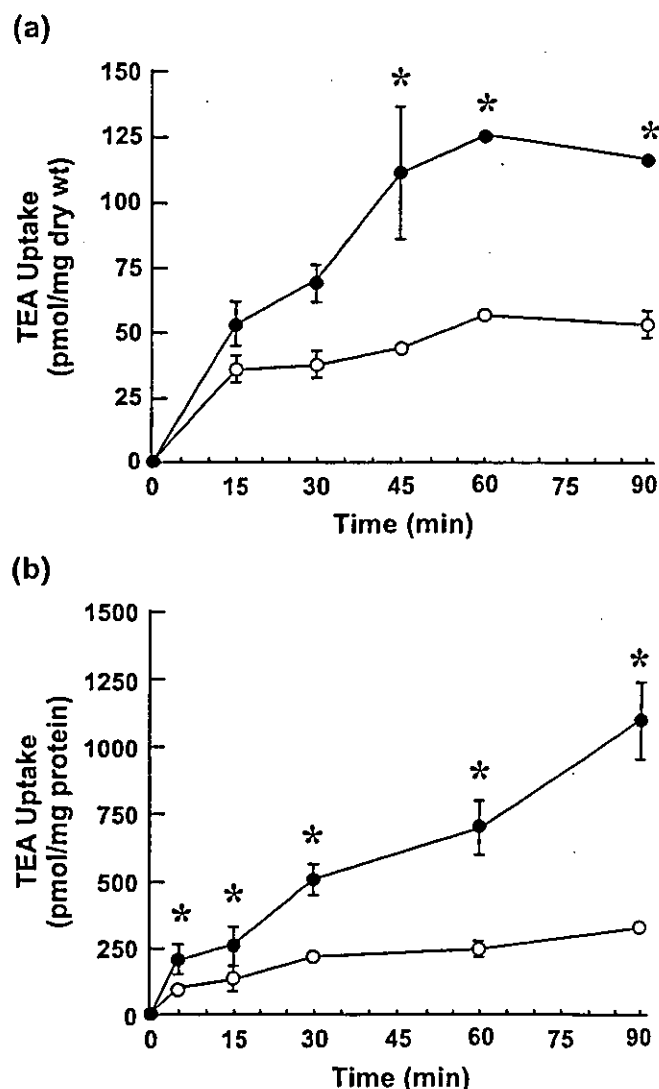 (a)
TEA Uptake
(pmol/mg dry wt)
150
125
100
75
50
25
0
* * *
0 15 30 45 60 75 90
Time (min)
(b)
TEA Uptake
(pmol/mg protein)
1500
1250
1000
750
500
250
0
* * * * *
0 15 30 45 60 75 90
Time (min)